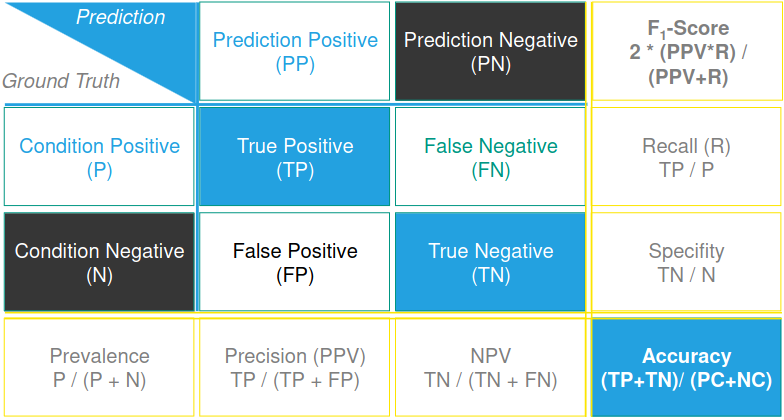 Prediction
Ground Truth
Prediction Positive
(PP)
Prediction Negative
(PN)
F1-Score
2 * (PPV*R) /
(PPV+R)
Condition Positive
(P)
True Positive
(TP)
False Negative
(FN)
Recall (R)
TP / P
Condition Negative
(N)
False Positive
(FP)
True Negative
(TN)
Specifity
TN / N
Prevalence
P / (P + N)
Precision (PPV)
TP / (TP + FP)
NPV
TN / (TN + FN)
Accuracy
(TP+TN)/ (PC+NC)